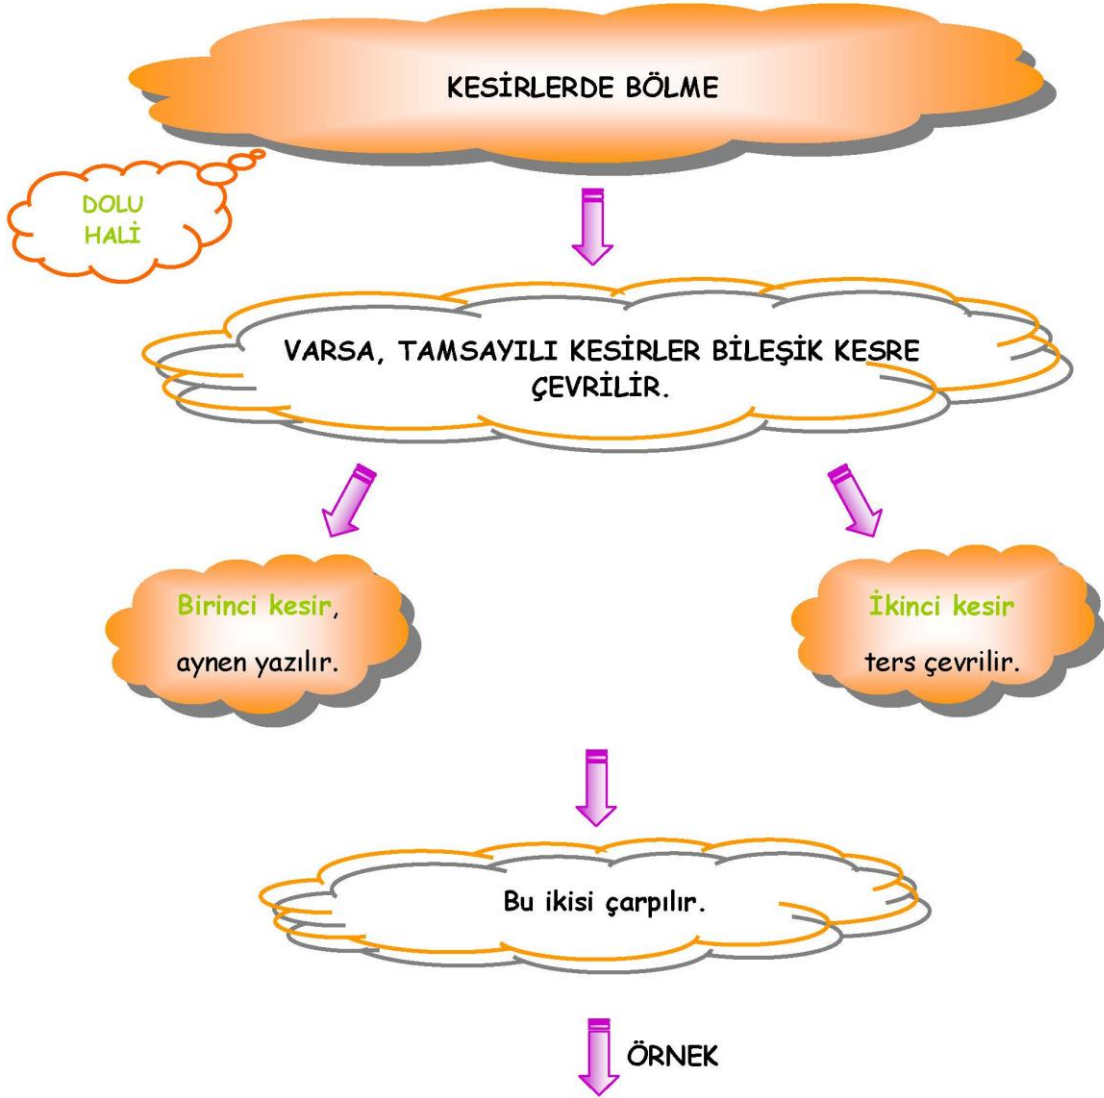 KESİRLERDE BÖLME
DOLU
HALİ
VARSA, TAMSAYILI KESİRLER BİLEŞİK KESRE
ÇEVRİLİR.
Birinci kesir,
aynen yazılır.
İkinci kesir
ters çevrilir.
Bu ikisi çarpılır.
ÖRNEK